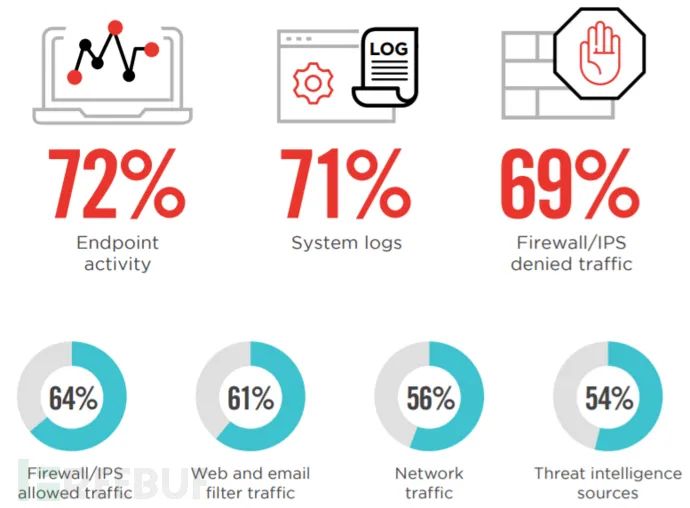 LOG
72%
71%
69%
Endpoint
activity
System logs
Firewall/IPS
denied traffic
64%
61%
56%
54%
Firewall/IPS
allowed traffic
Web and email
filter traffic
Network
traffic
Threat intelligence
sources